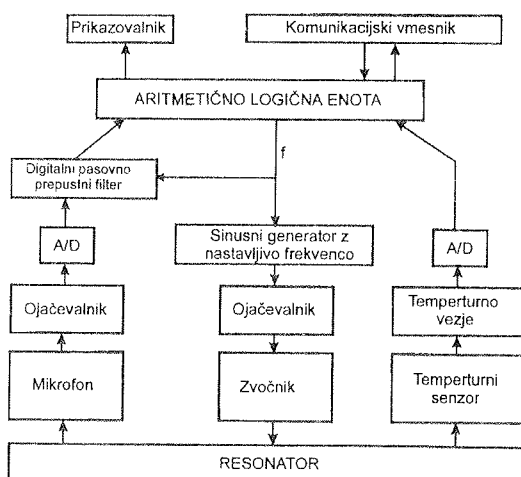 Prikazovalnik
Komunikacijski vmesnik
ARITMETIČNO LOGIČNA ENOTA
f
Digitalni pasovno
prepustni filter
A/D
Sinusni generator z
nastavljivo frekvenco
A/D
Ojačevalnik
Ojačevalnik
Temperturno
vezje
Mikrofon
Zvočnik
Temperturni
senzor
RESONATOR